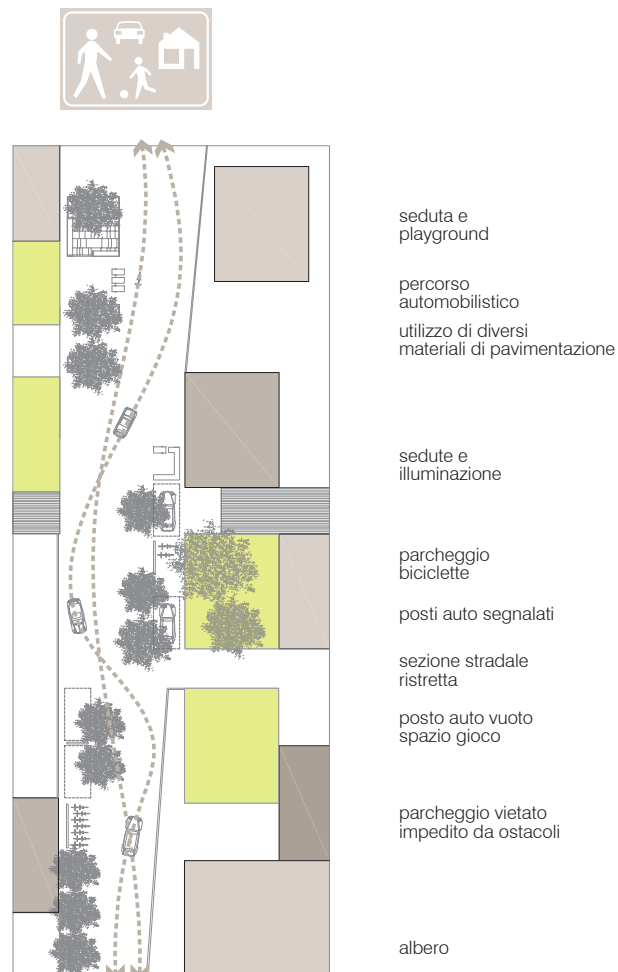 seduta e
playground
percorso
automobilistico
utilizzo di diversi
materiali di pavimentazione
sedute e
illuminazione
parcheggio
biciclette
posti auto segnalati
sezione stradale
ristretta
posto auto vuoto
spazio gioco
parcheggio vietato
impedito da ostacoli
albero